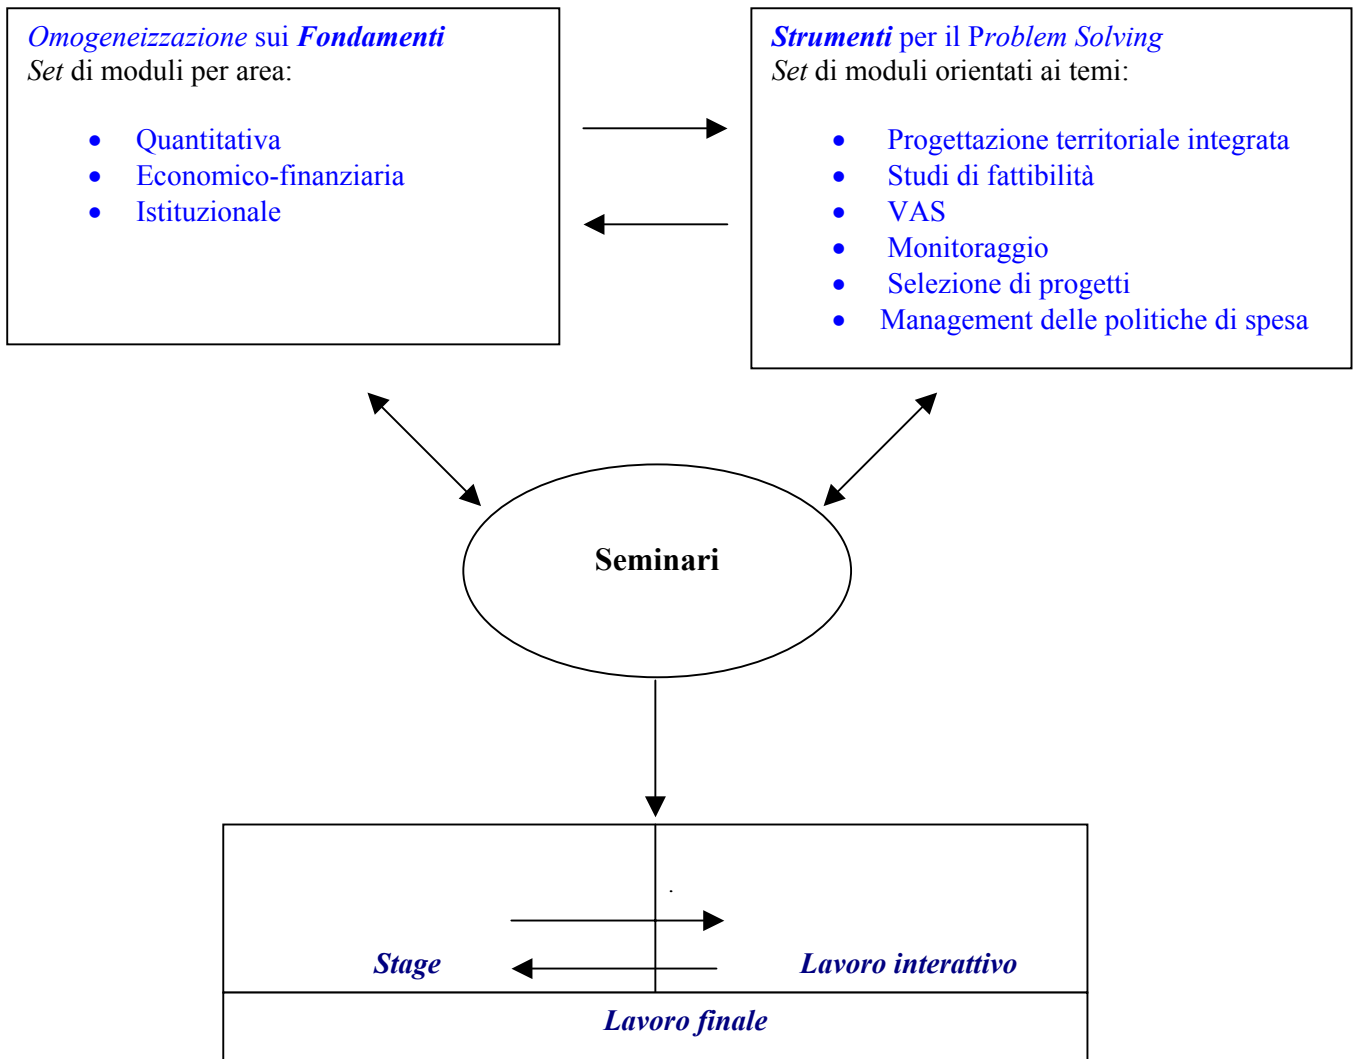 Omogeneizzazione sui Fondamenti
Set di moduli per area:
• Quantitativa
• Economico-finanziaria
• Istituzionale
Strumenti per il Problem Solving
Set di moduli orientati ai temi:
• Progettazione territoriale integrata
• Studi di fattibilità
• VAS
• Monitoraggio
• Selezione di progetti
• Management delle politiche di spesa
Seminari
.
Stage
Lavoro interattivo
Lavoro finale